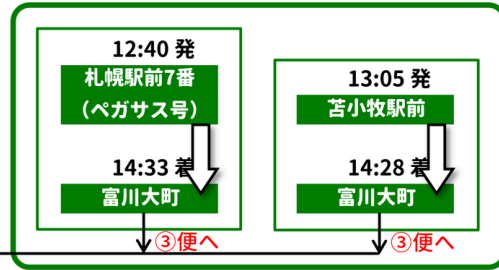 12:40 発
札幌駅前7番
（ペガサス号）
14:33 着
富川大町
③便へ
13:05 発
苫小牧駅前
14:28 着
富川大町
③便へ